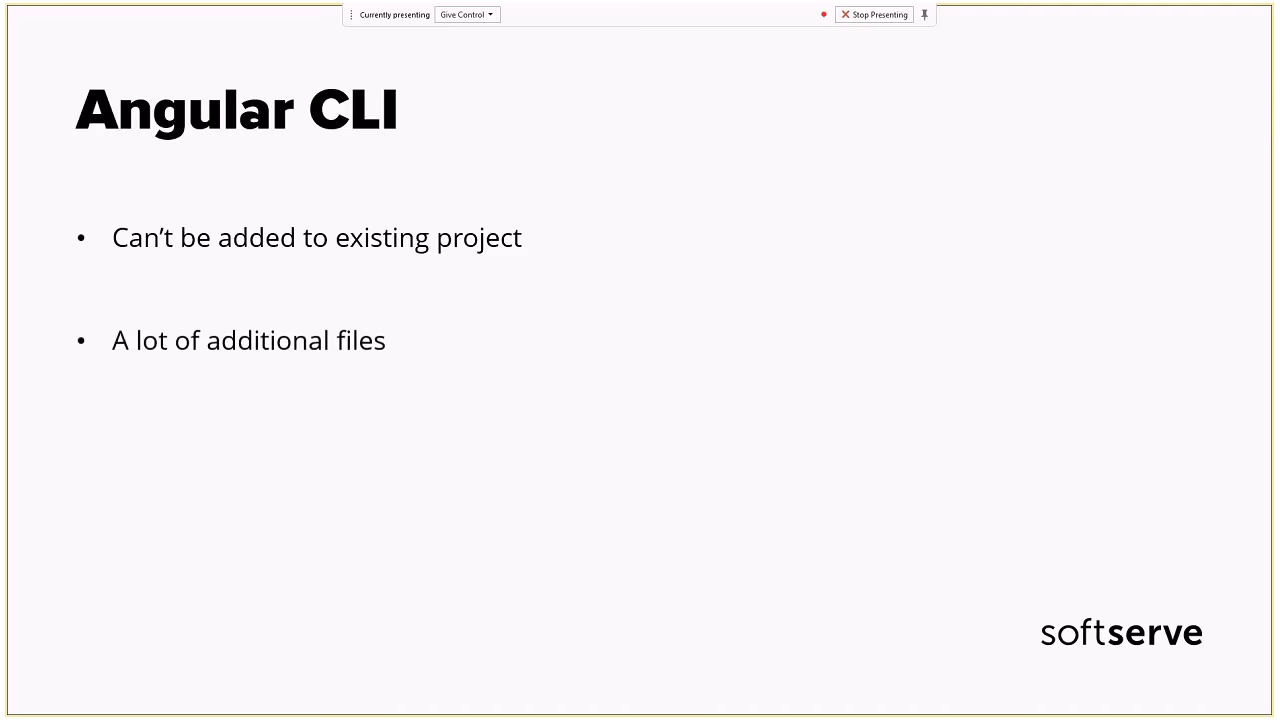 Currently presenting Give Control Stop Presenting
Angular CLI
• Can’t be added to existing project
• A lot of additional files
softserve